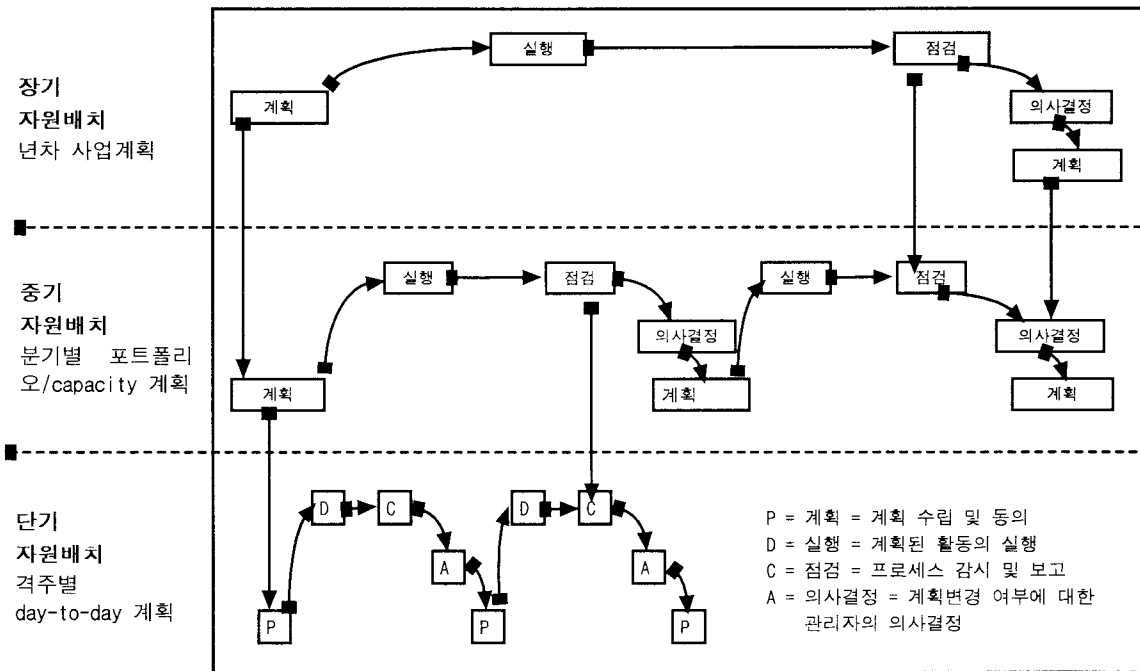 장기
자원배치
년차 사업계획
계획
실행
점검
의사결정
계획
중기
자원배치
분기별 포트폴리
오/capacity 계획
계획
실행
점검
의사결정
계획
실행
점검
의사결정
계획
단기
자원배치
격주별
day-to-day 계획
P
D
C
A
P
D
C
A
P
P = 계획 = 계획 수립 및 동의
D = 실행 = 계획된 활동의 실행
C = 점검 = 프로세스 감시 및 보고
A = 의사결정 = 계획변경 여부에 대한
관리자의 의사결정